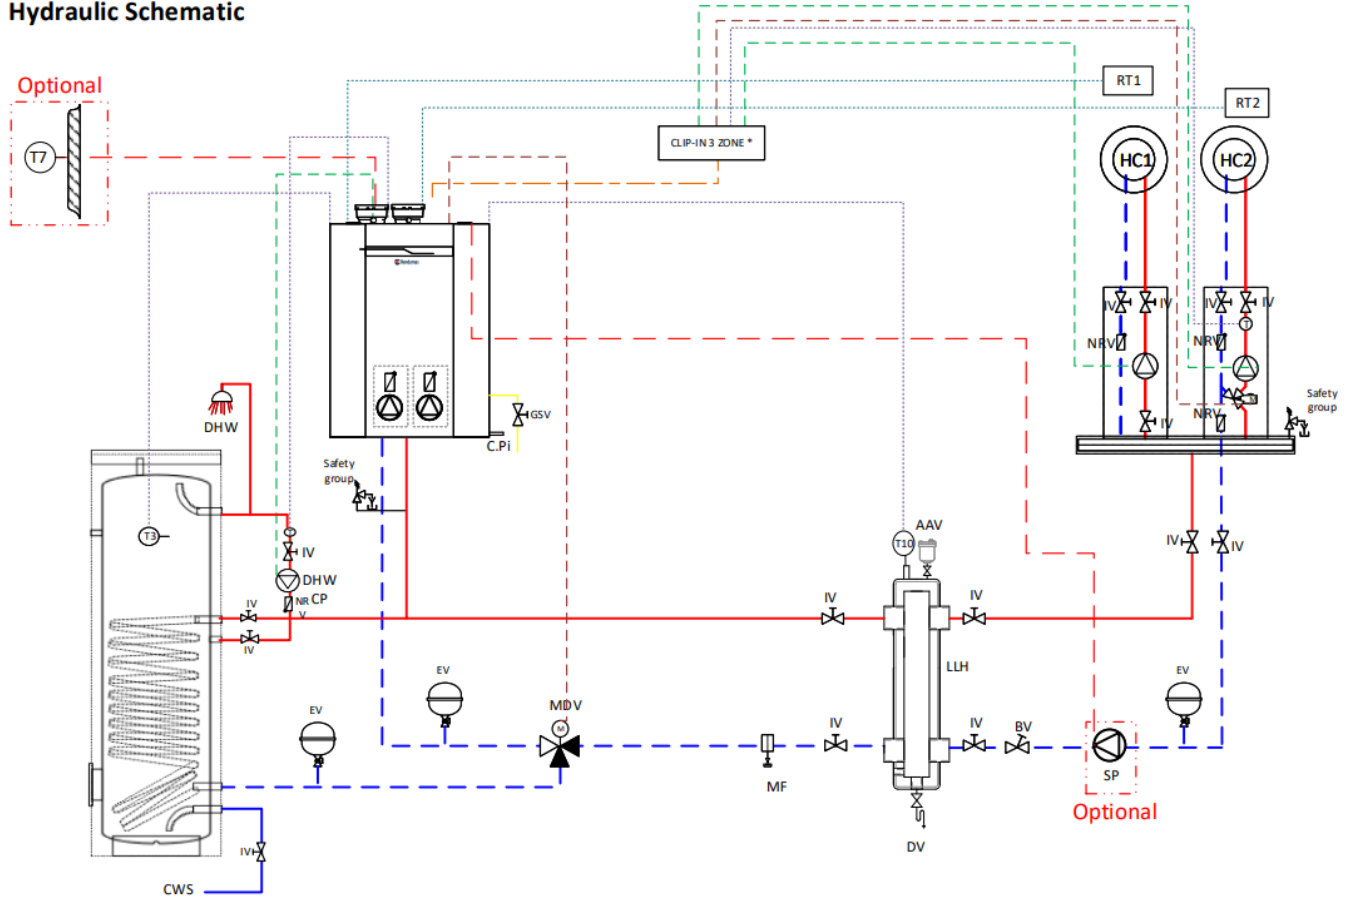 Hydraulic Schematic
Optional
T7
RT1
RT2
CLIP-IN 3 ZONE *
HC1
HC2
IV
IV
IV
IV
NRV
NRV
T
IV
NRV
Safety
group
DHW
GSV
C.Pi
Safety
group
T3
T
IV
DHW
CP
NR
V
IV
IV
AAV
T10
IV
IV
IV
IV
LLH
EV
EV
EV
MDV
M
IV
IV
BV
MF
SP
Optional
DV
IV
CWS